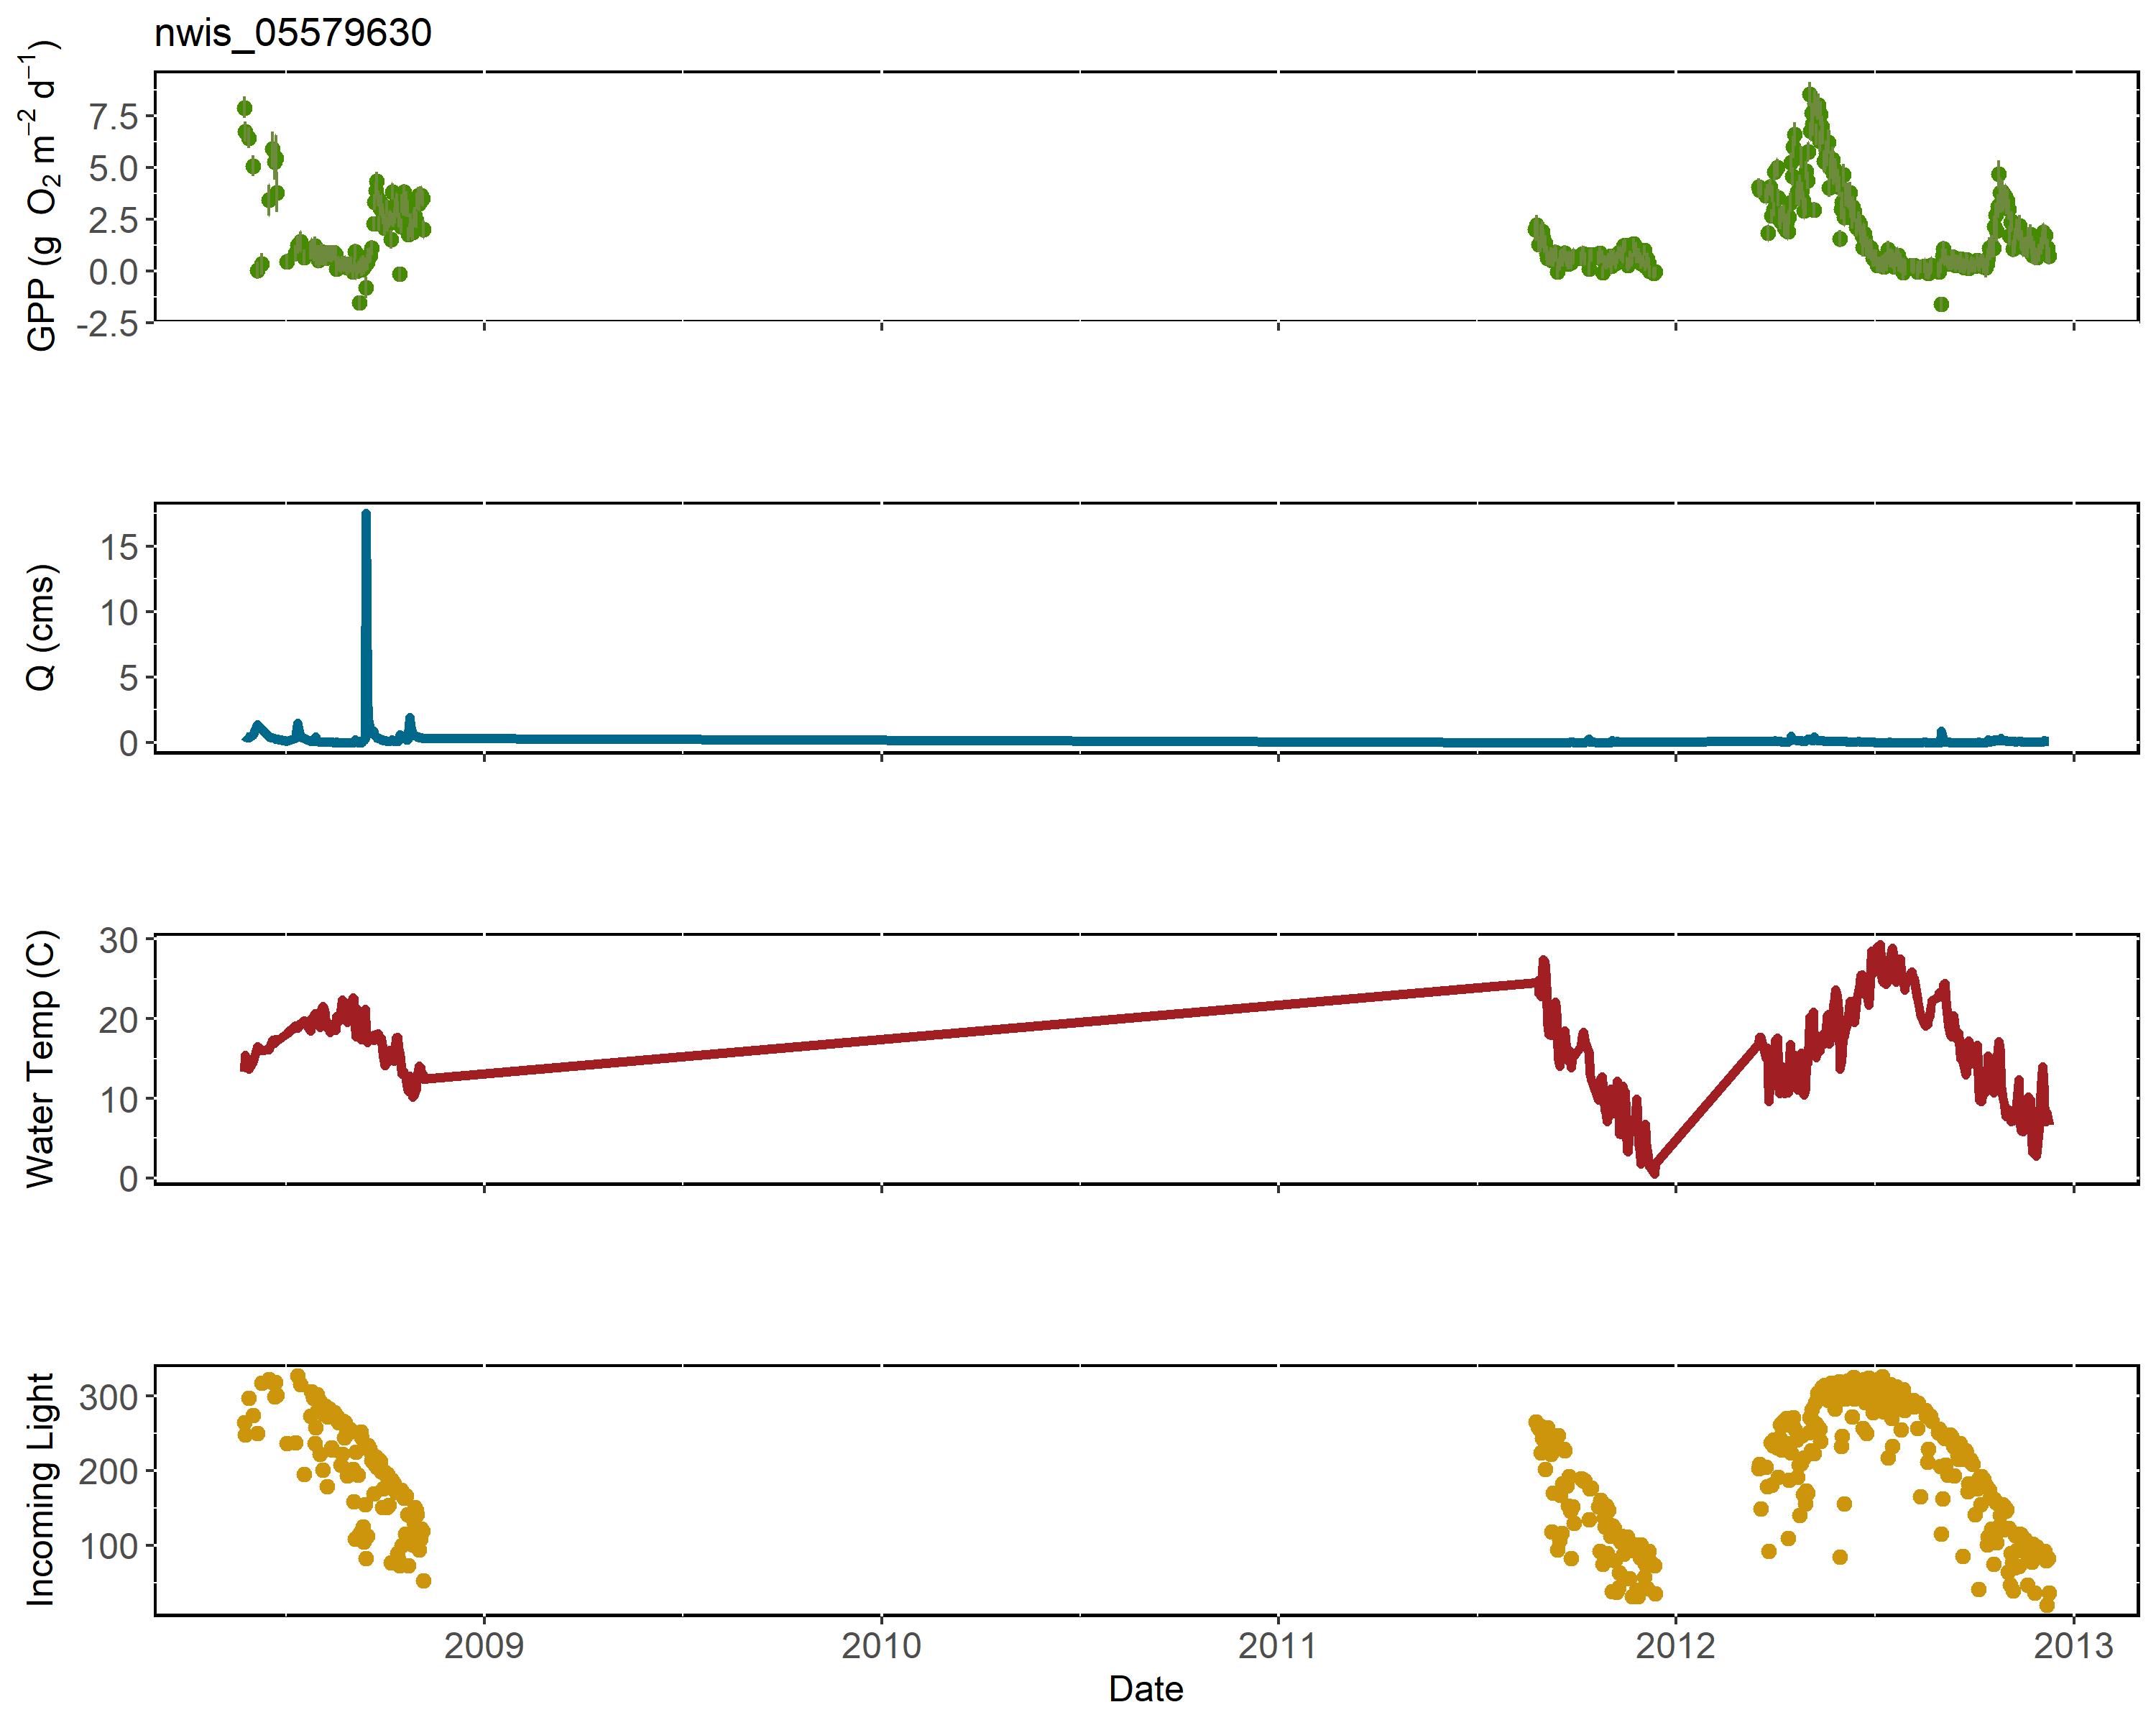 nwis_05579630
GPP (g O₂ m⁻² d⁻¹)
7.5
5.0
2.5
0.0
-2.5
Q (cms)
15
10
5
0
Water Temp (C)
30
20
10
0
Incoming Light
300
200
100
2009 2010 2011 2012 2013
Date